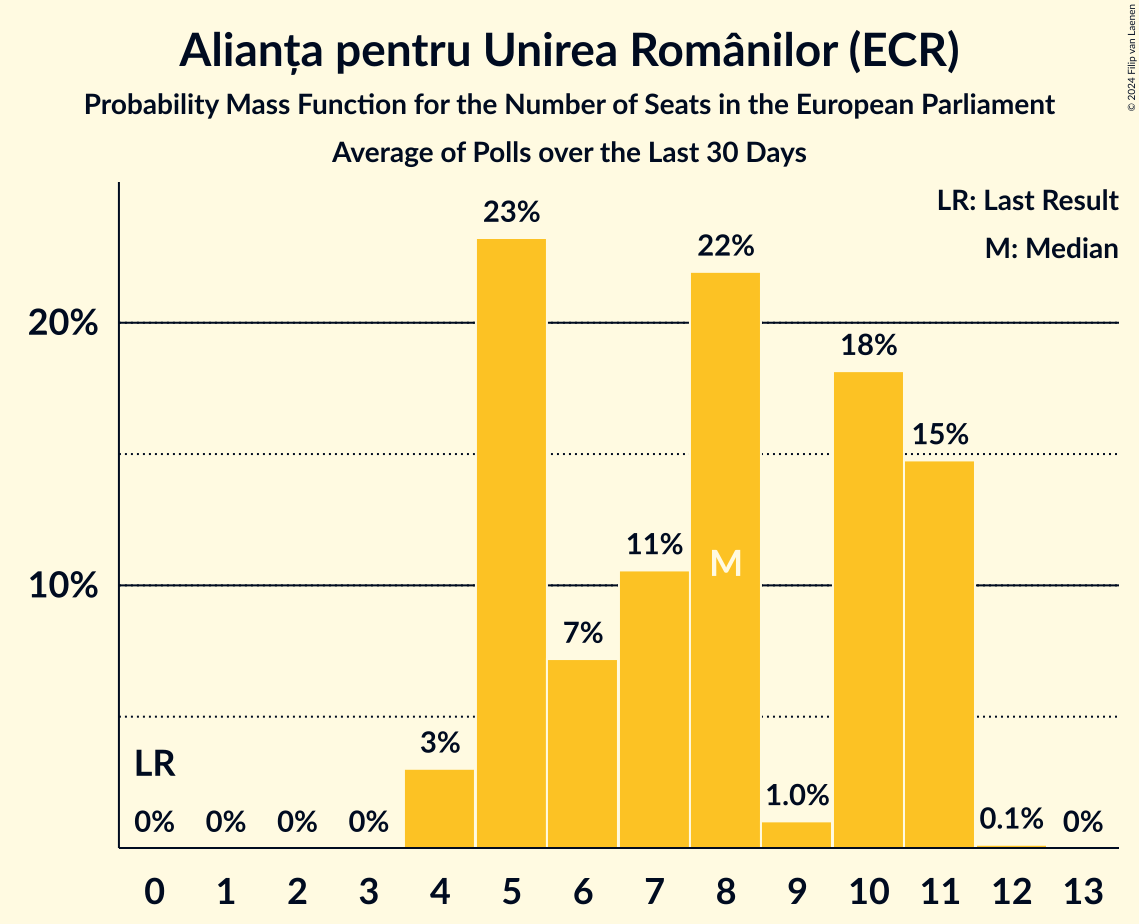 Alianța pentru Unirea Românilor (ECR)
Probability Mass Function for the Number of Seats in the European Parliament
Average of Polls over the Last 30 Days
© 2024 Filip van Laenen
LR: Last Result
M: Median
20%
10%
LR
0% 0% 0% 0% 3% 23% 7% 11% 22% 1.0% 18% 15% 0.1% 0%
M
0 1 2 3 4 5 6 7 8 9 10 11 12 13